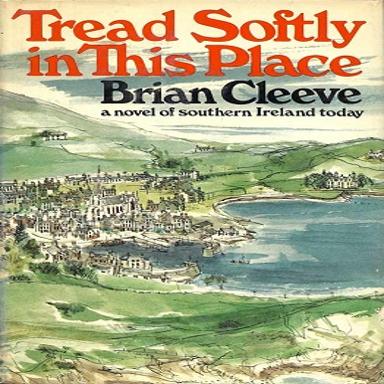 Tread Softly
in This Place
Brian Cleeve
a novel of southern Ireland today